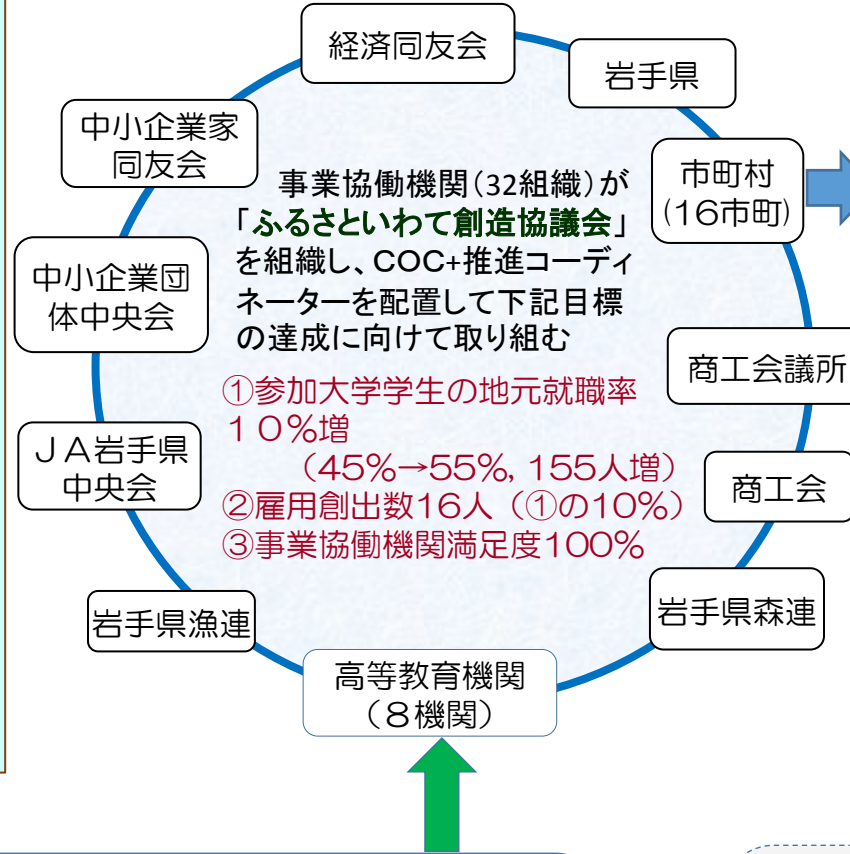 経済同友会
岩手県
中小企業家
同友会
市町村
(16市町)
事業協働機関(32組織)が
「ふるさといわて創造協議会」
を組織し、COC+推進コーディ
ネーターを配置して下記目標
の達成に向けて取り組む
中小企業団
体中央会
商工会議所
①参加大学学生の地元就職率
１０％増
(45%→55%, 155人増)
②雇用創出数16人（①の10%）
③事業協働機関満足度100%
ＪＡ岩手県
中央会
商工会
岩手県漁連
岩手県森連
高等教育機関
（８機関）